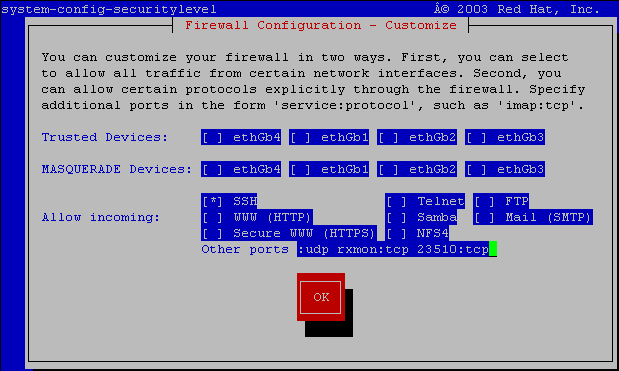 system-config-securitylevel Â© 2003 Red Hat, Inc.
Firewall Configuration - Customize
You can customize your firewall in two ways. First, you can select
to allow all traffic from certain network interfaces. Second, you
can allow certain protocols explicitly through the firewall. Specify
additional ports in the form 'service:protocol', such as 'imap:tcp'.
Trusted Devices: [ ] ethGb4 [ ] ethGb1 [ ] ethGb2 [ ] ethGb3
MASQUERADE Devices: [ ] ethGb4 [ ] ethGb1 [ ] ethGb2 [ ] ethGb3
[*] SSH [ ] Telnet [ ] FTP
Allow incoming: [ ] WWW (HTTP) [ ] Samba [ ] Mail (SMTP)
[ ] Secure WWW (HTTPS) [ ] NFS4
Other ports :udp rxmon:tcp 23510:tcp
OK